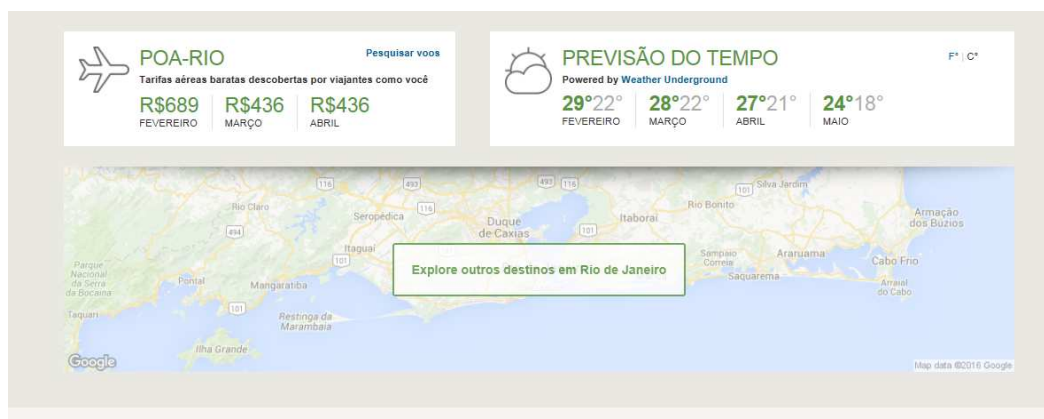 POA-RIO
Pesquisar voos
Tarifas aéreas baratas descobertas por viajantes como você
R$689 R$436 R$436
FEVEREIRO MARÇO ABRIL
PREVISÃO DO TEMPO
F° | C°
Powered by Weather Underground
29°22° 28°22° 27°21° 24°18°
FEVEREIRO MARÇO ABRIL MAIO
116
493
493
116
101
Silva Jardim
Rio Claro
Seropédica
116
Duque
de Caxias
101
Itaboraí
Rio Bonito
Armação
dos Búzios
494
Itaguaí
101
Explore outros destinos em Rio de Janeiro
Sampaio
Correia
Araruama
Cabo Frio
Parque
Nacional
da Serra
da Bocaina
Pontal
Mangaratiba
Saquarema
Arraial
do Cabo
Taquari
101
Restinga da
Marambaia
Ilha Grande
Google
Map data ©2016 Google